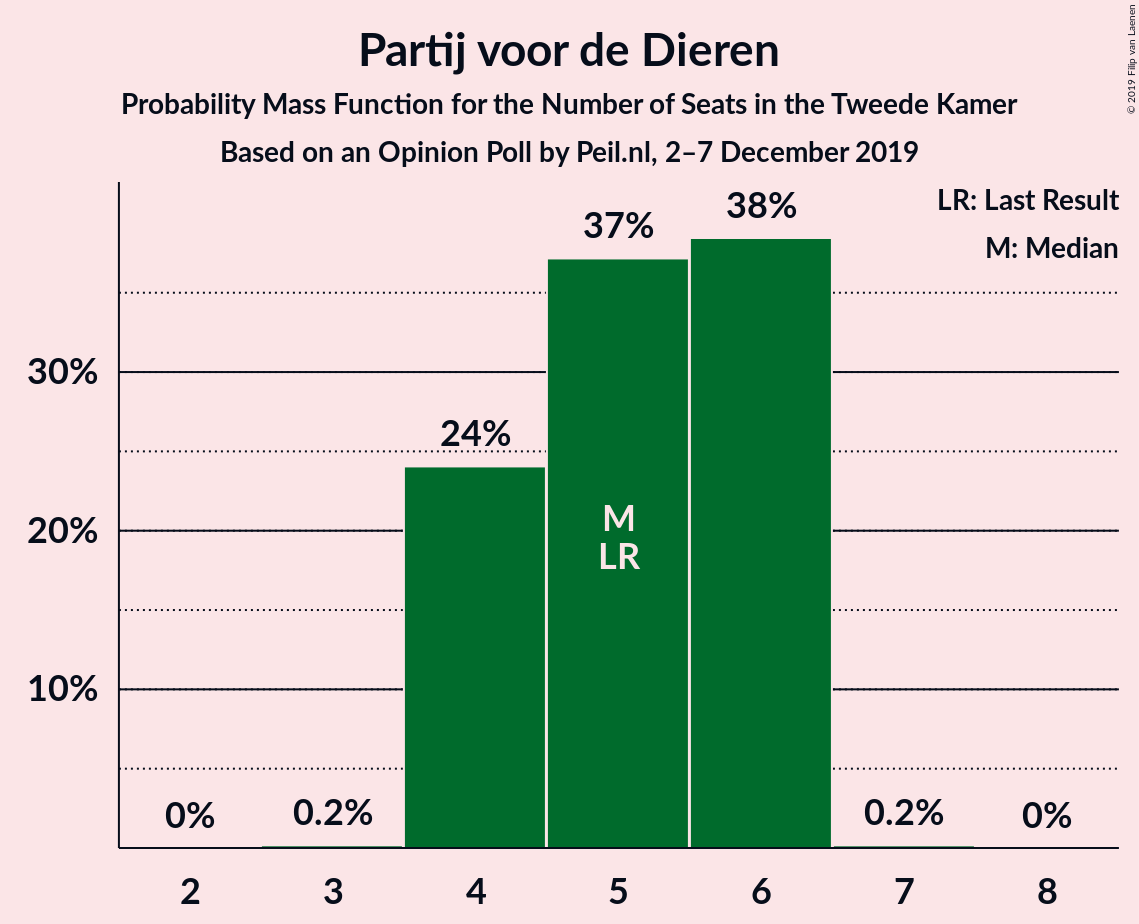 Partij voor de Dieren
Probability Mass Function for the Number of Seats in the Tweede Kamer
Based on an Opinion Poll by Peil.nl, 2–7 December 2019
© 2019 Filip van Laenen
LR: Last Result
M: Median
38%
37%
30%
24%
20%
M
LR
10%
0%
0.2%
0.2%
0%
2 3 4 5 6 7 8